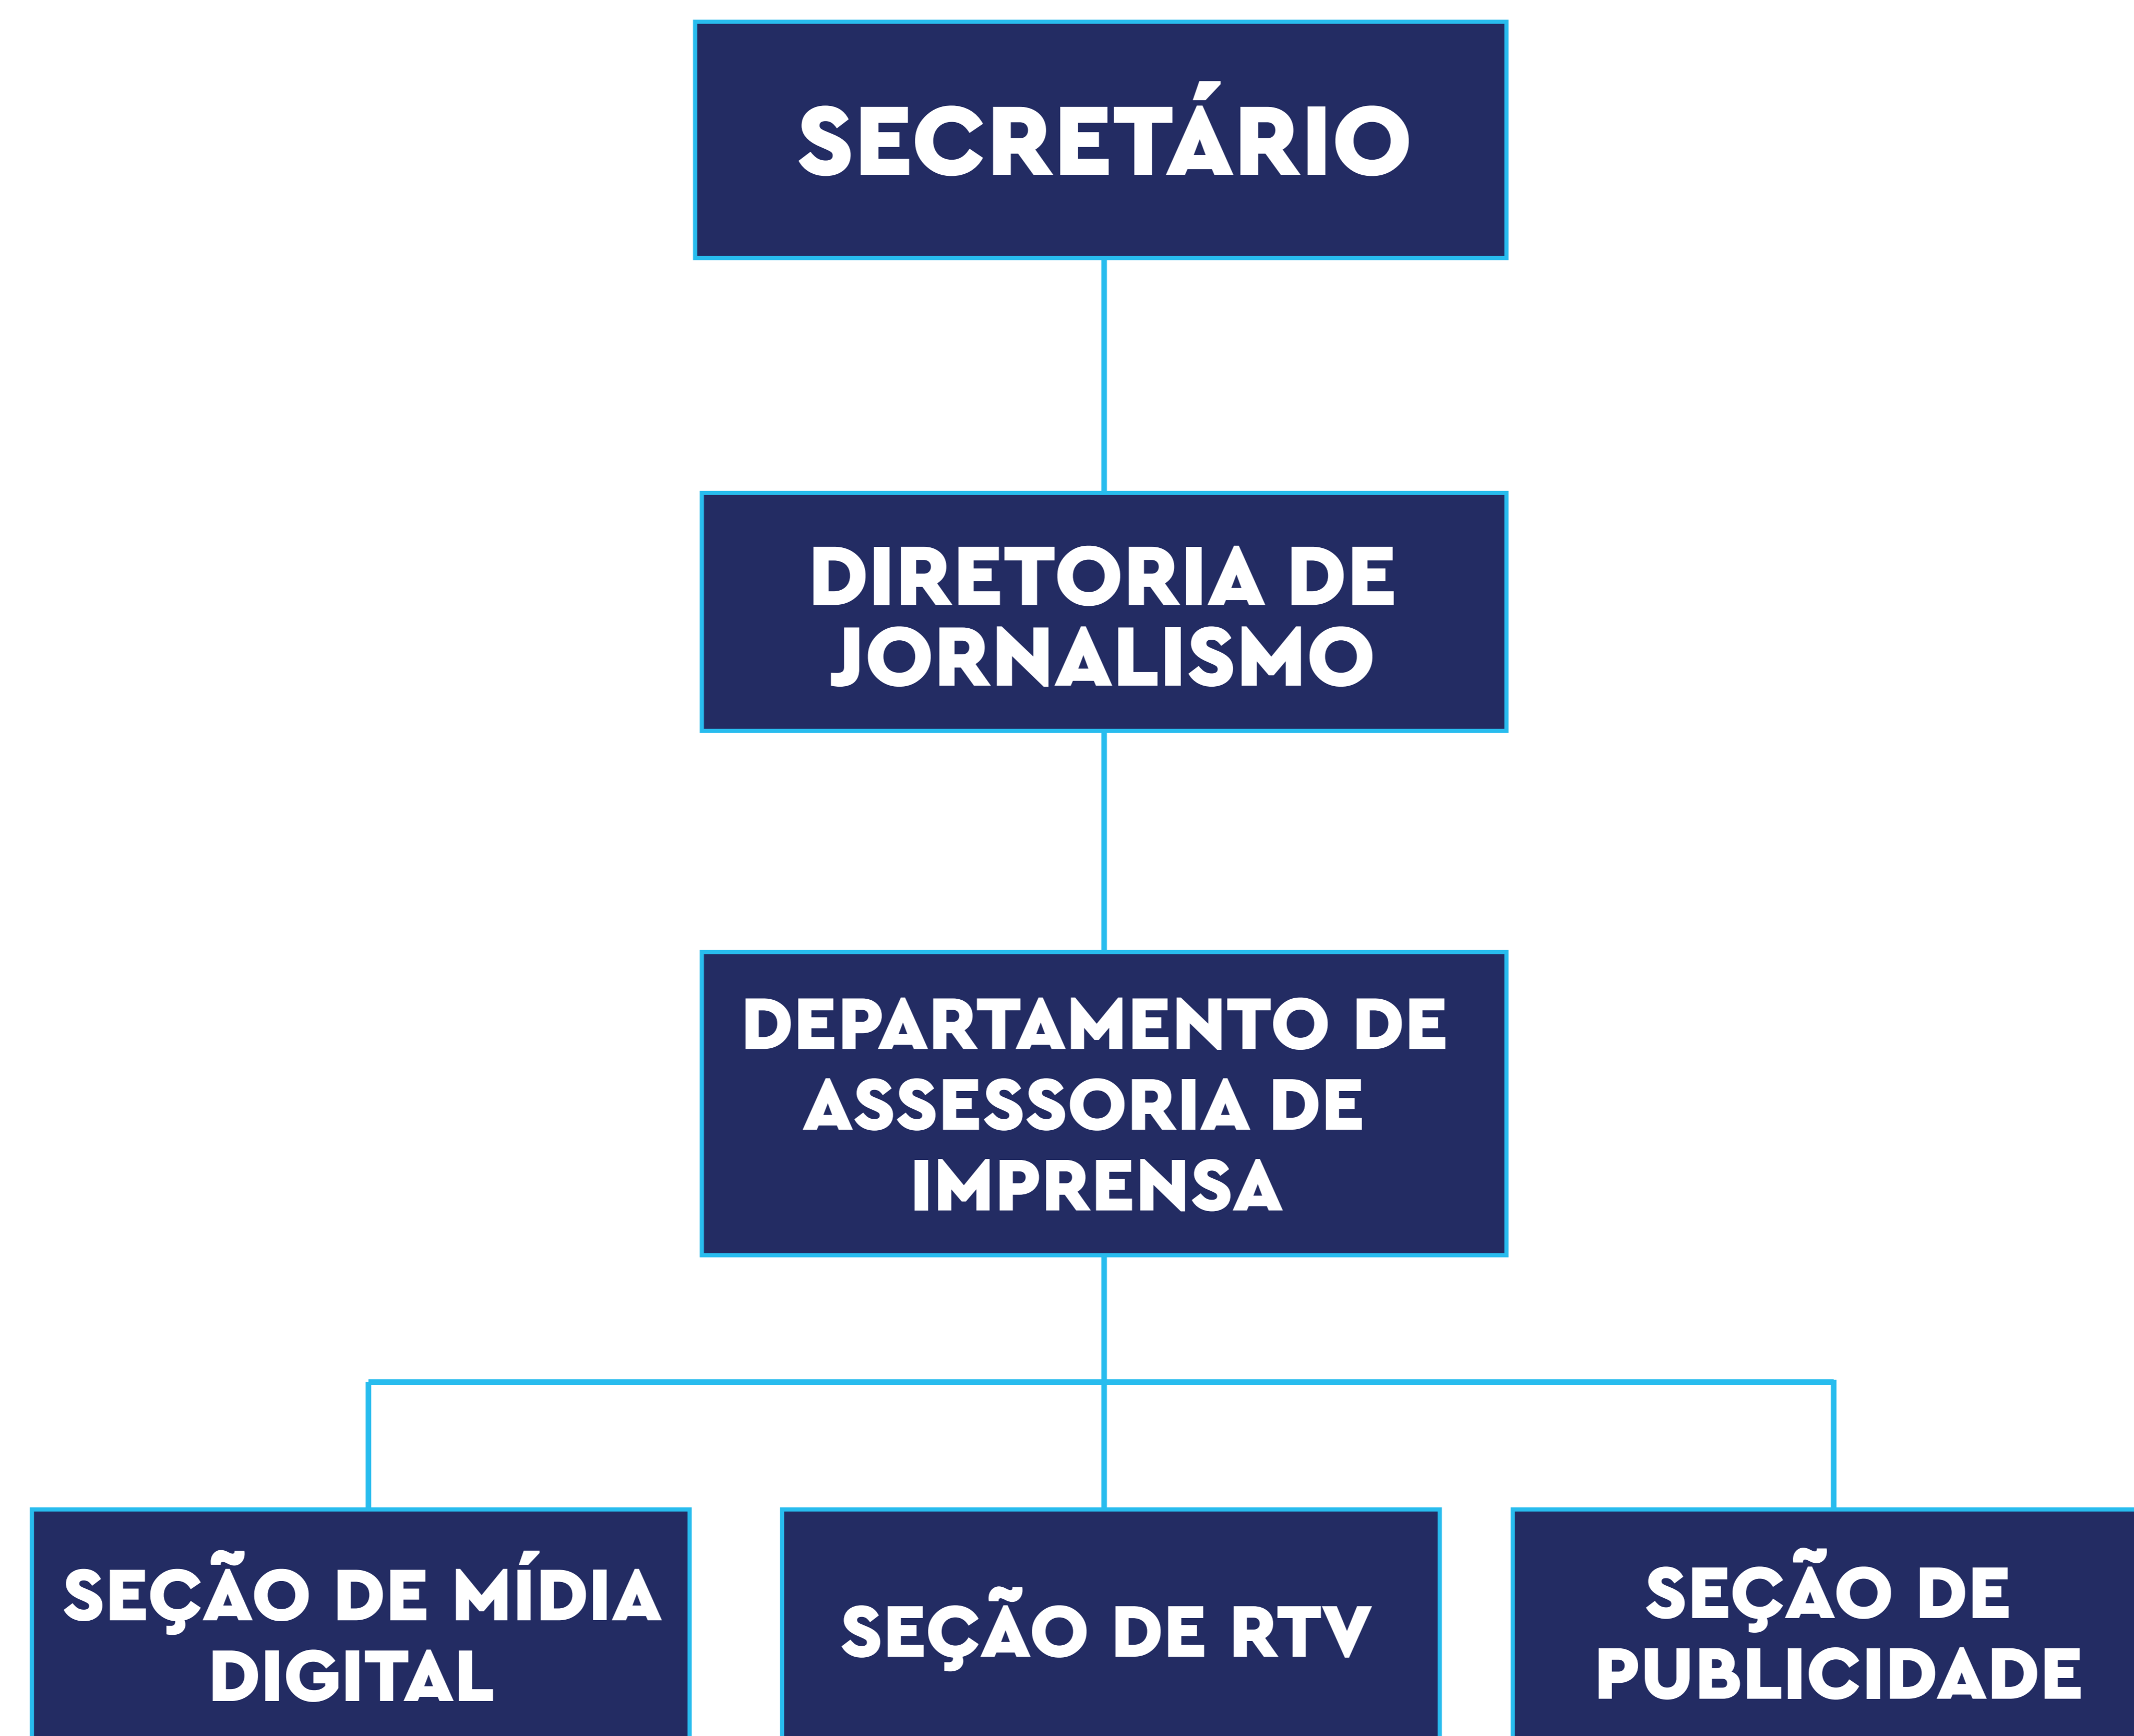 SECRETÁRIO
DIRETORIA DE
JORNALISMO
DEPARTAMENTO DE
ASSESSORIA DE
IMPRENSA
SEÇÃO DE MÍDIA
DIGITAL
SEÇÃO DE RTV
SEÇÃO DE
PUBLICIDADE